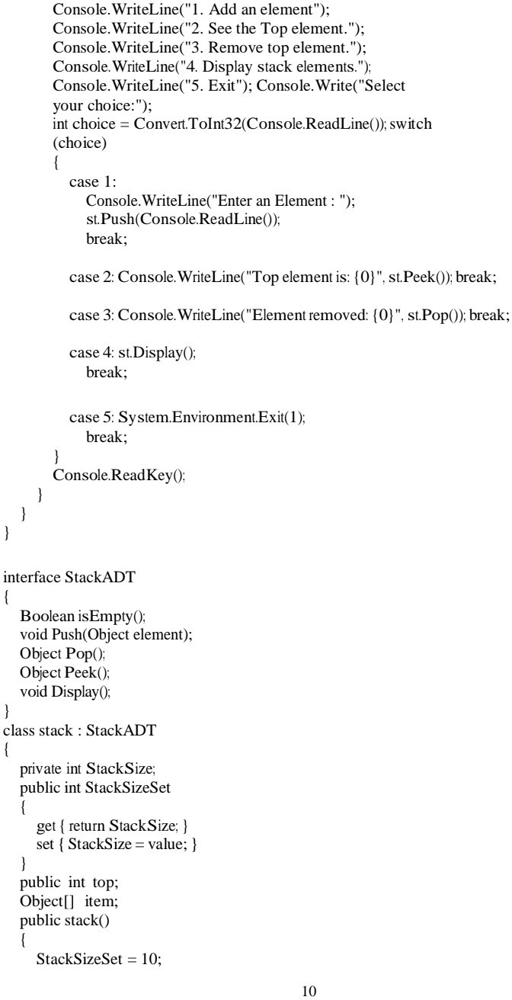 Console.WriteLine("1. Add an element");
Console.WriteLine("2. See the Top element.");
Console.WriteLine("3. Remove top element.");
Console.WriteLine("4. Display stack elements.");
Console.WriteLine("5. Exit"); Console.Write("Select
your choice:");
int choice = Convert.ToInt32(Console.ReadLine()); switch
(choice)
{
case 1:
Console.WriteLine("Enter an Element : ");
st.Push(Console.ReadLine());
break;
case 2: Console.WriteLine("Top element is: {0}", st.Peek()); break;
case 3: Console.WriteLine("Element removed: {0}", st.Pop()); break;
case 4: st.Display();
break;
case 5: System.Environment.Exit(1);
break;
}
Console.ReadKey();
}
}
}
interface StackADT
{
Boolean isEmpty();
void Push(Object element);
Object Pop();
Object Peek();
void Display();
}
class stack : StackADT
{
private int StackSize;
public int StackSizeSet
{
get { return StackSize; }
set { StackSize = value; }
}
public int top;
Object[] item;
public stack()
{
StackSizeSet = 10;
10